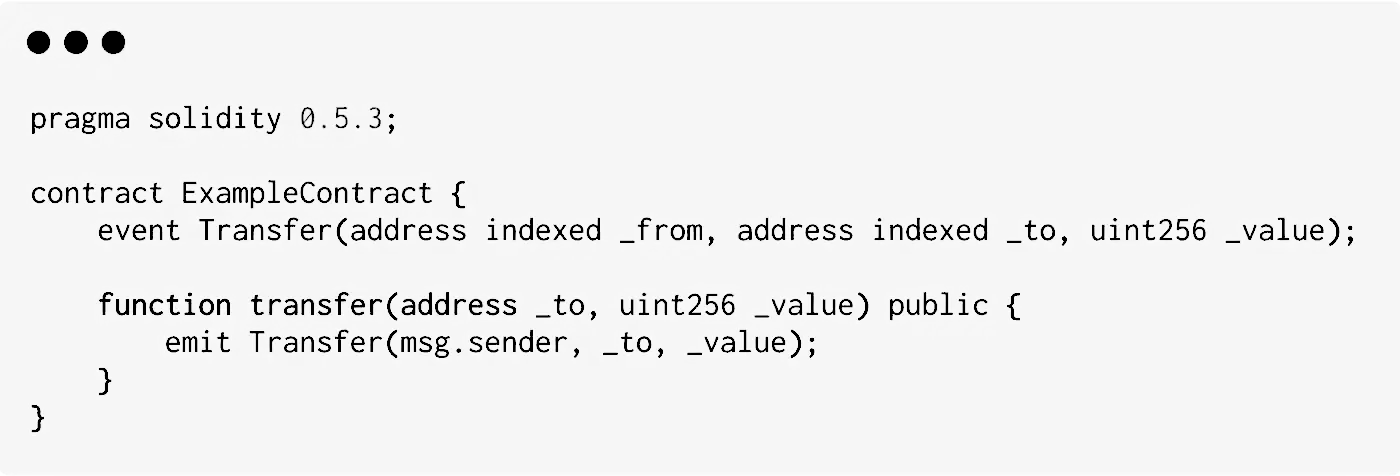 pragma solidity 0.5.3;
contract ExampleContract {
event Transfer(address indexed _from, address indexed _to, uint256 _value);
function transfer(address _to, uint256 _value) public {
emit Transfer(msg.sender, _to, _value);
}
}